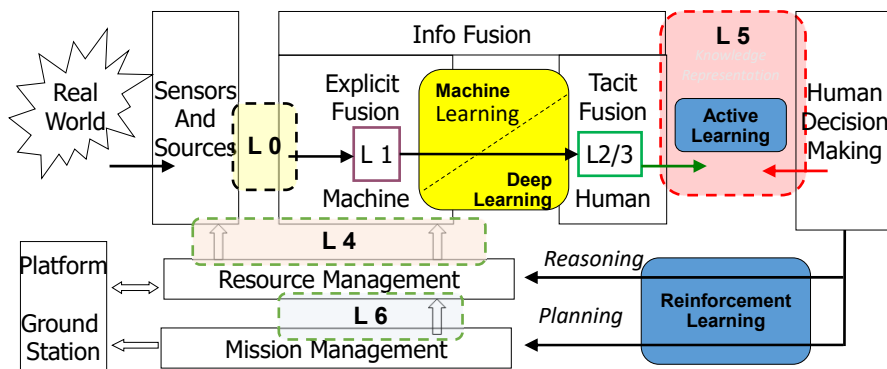 Real
World
Sensors
And
Sources
L 0
Info Fusion
Explicit
Fusion
L 1
Machine
Machine
Learning
Deep
Learning
Tacit
Fusion
L2/3
Human
L 5
Knowledge
Representation
Active
Learning
Human
Decision
Making
L 4
Resource Management
L 6
Mission Management
Platform
Ground
Station
Reasoning
Planning
Reinforcement
Learning